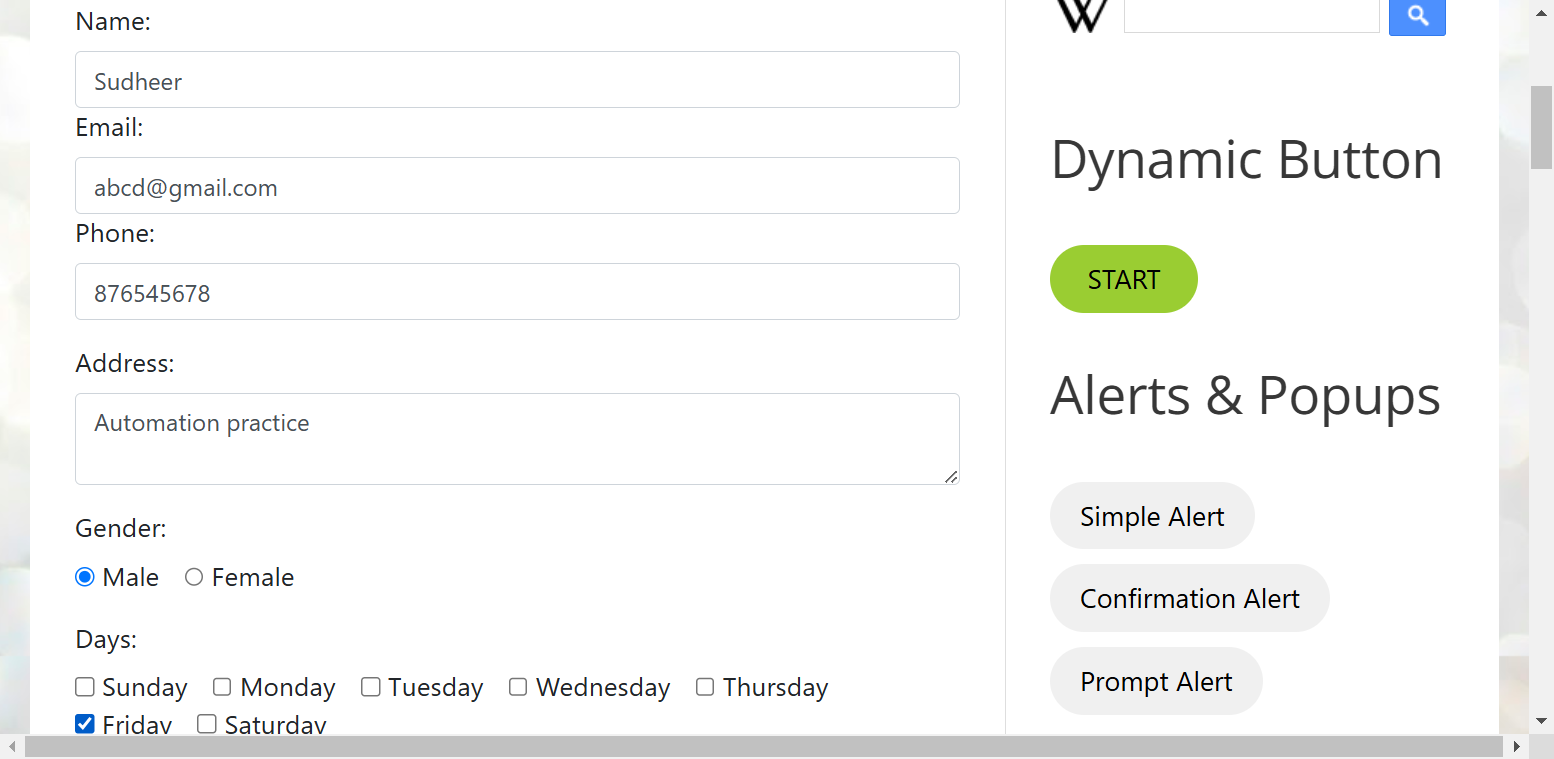 Name:
Sudheer
Email:
abcd@gmail.com
Phone:
876545678
Address:
Automation practice
Gender:
Male Female
Days:
Sunday Monday Tuesday Wednesday Thursday
Friday Saturday
W
Dynamic Button
START
Alerts & Popups
Simple Alert
Confirmation Alert
Prompt Alert